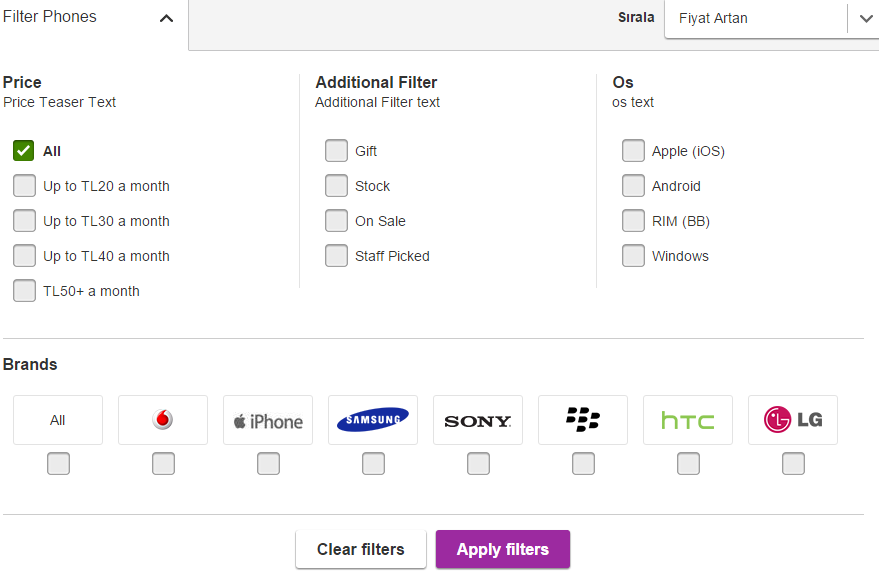 Filter Phones
Sırala
Fiyat Artan
Price
Price Teaser Text
All
Up to TL20 a month
Up to TL30 a month
Up to TL40 a month
TL50+ a month
Additional Filter
Additional Filter text
Gift
Stock
On Sale
Staff Picked
Os
os text
Apple (iOS)
Android
RIM (BB)
Windows
Brands
All
iPhone
SAMSUNG
SONY
hTC
LG
Clear filters
Apply filters